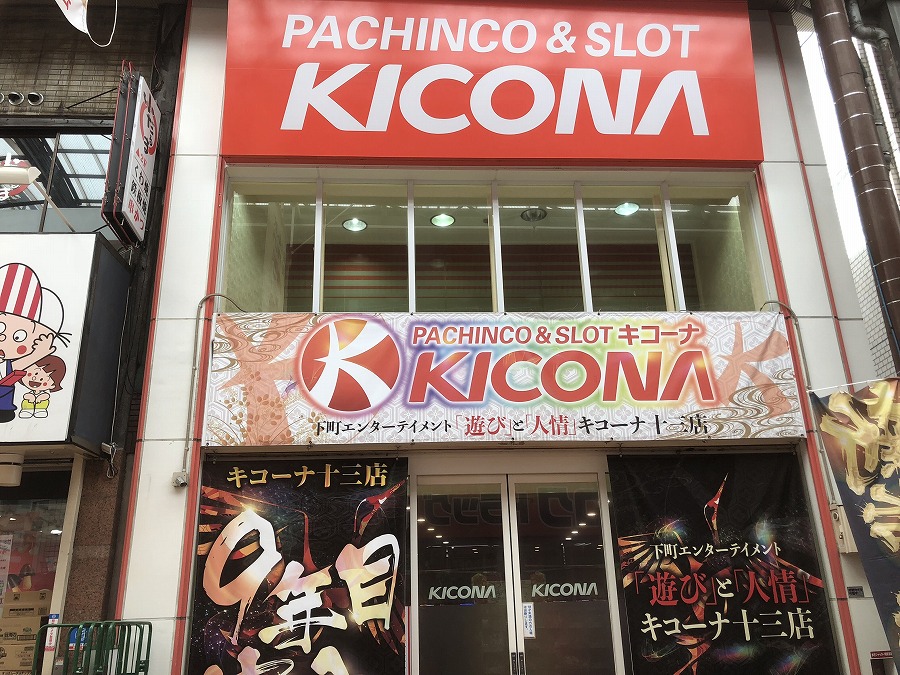 PACHINCO & SLOT
KICONA
PACHINCO & SLOT キコーナ
KICONA
下町エンターテイメント「遊び」と「人情」キコーナ十三店
キコーナ十三店
9年目
KICONA
KICONA
下町エンターテイメント
「遊び」と「人情」
キコーナ十三店